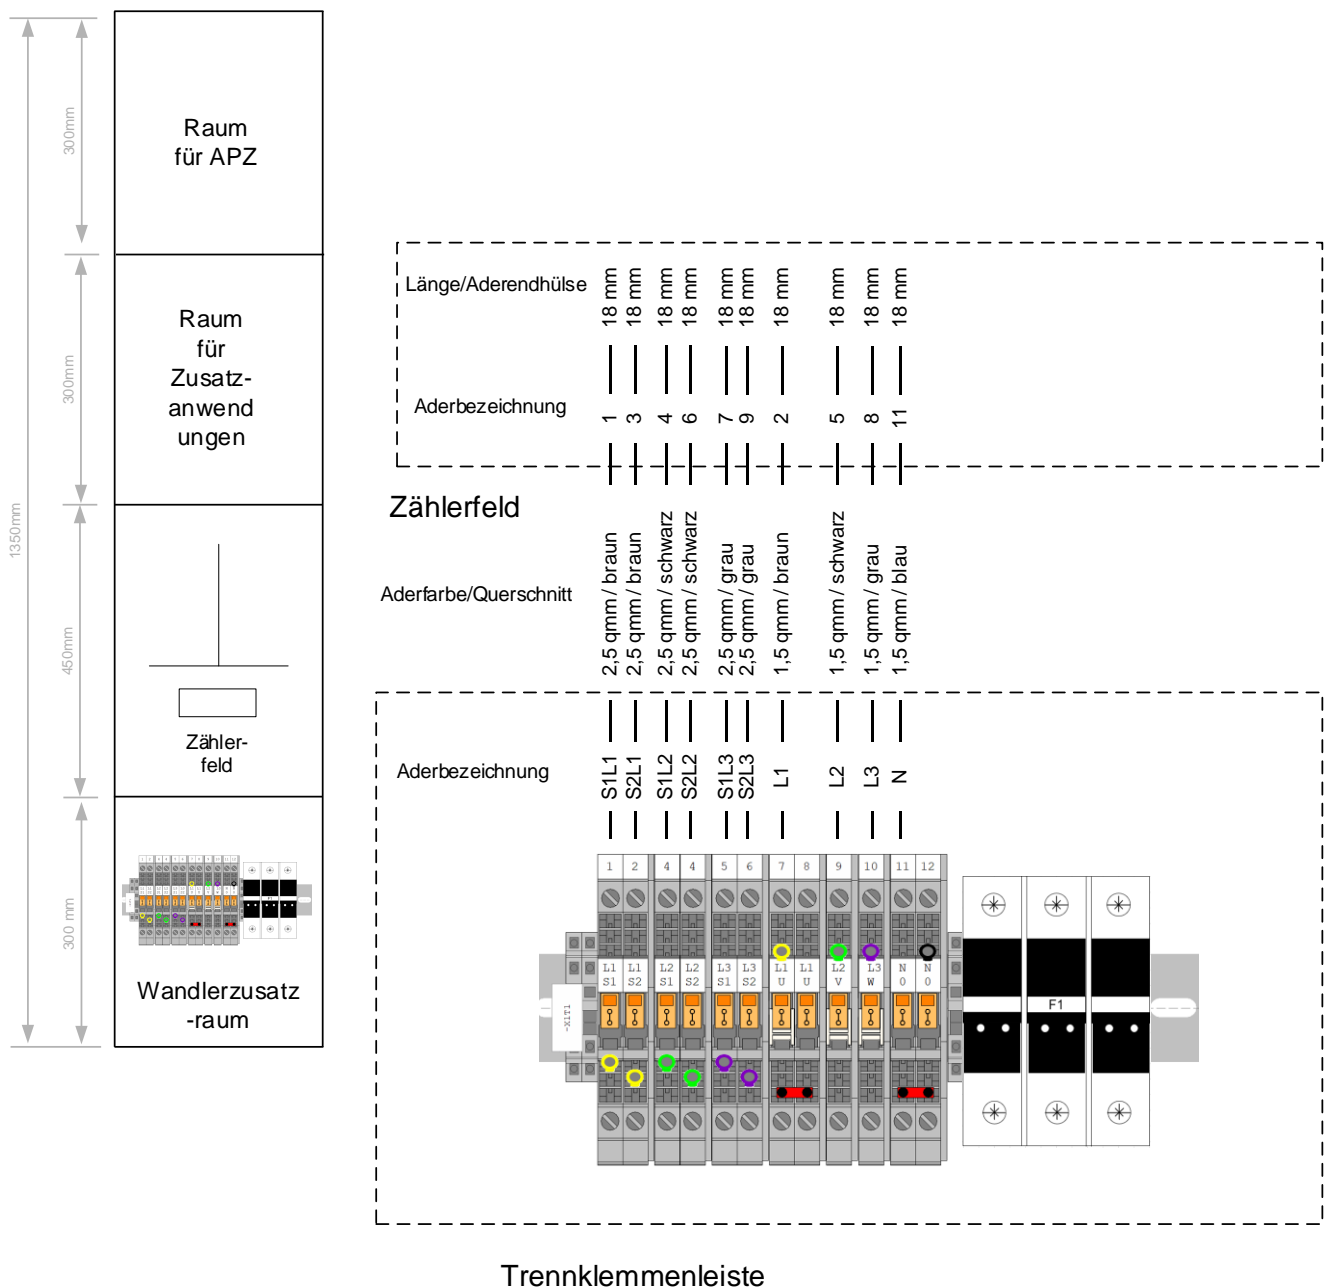 Raum
für APZ
Raum
für
Zusatz-
anwend
ungen
Zähler-
feld
Wandlerzusatz
-raum
300mm
300mm
450mm
300 mm
1350mm
Länge/Aderendhülse
18 mm
18 mm
18 mm
18 mm
18 mm
18 mm
18 mm
18 mm
18 mm
18 mm
Aderbezeichnung
1
3
4
6
7
9
2
5
8
11
Zählerfeld
Aderfarbe/Querschnitt
2,5 qmm / braun
2,5 qmm / braun
2,5 qmm / schwarz
2,5 qmm / schwarz
2,5 qmm / grau
2,5 qmm / grau
1,5 qmm / braun
1,5 qmm / schwarz
1,5 qmm / grau
1,5 qmm / blau
Aderbezeichnung
S1L1
S2L1
S1L2
S2L2
S1L3
S2L3
L1
L2
L3
N
1 2 4 4 5 6 7 8 9 10 11 12
L1 L1 L2 L2 L3 L3 L1 L1 L2 L3 N N
S1 S2 S1 S2 S1 S2 U U V W 0 0
-X1T1
F1
Trennklemmenleiste